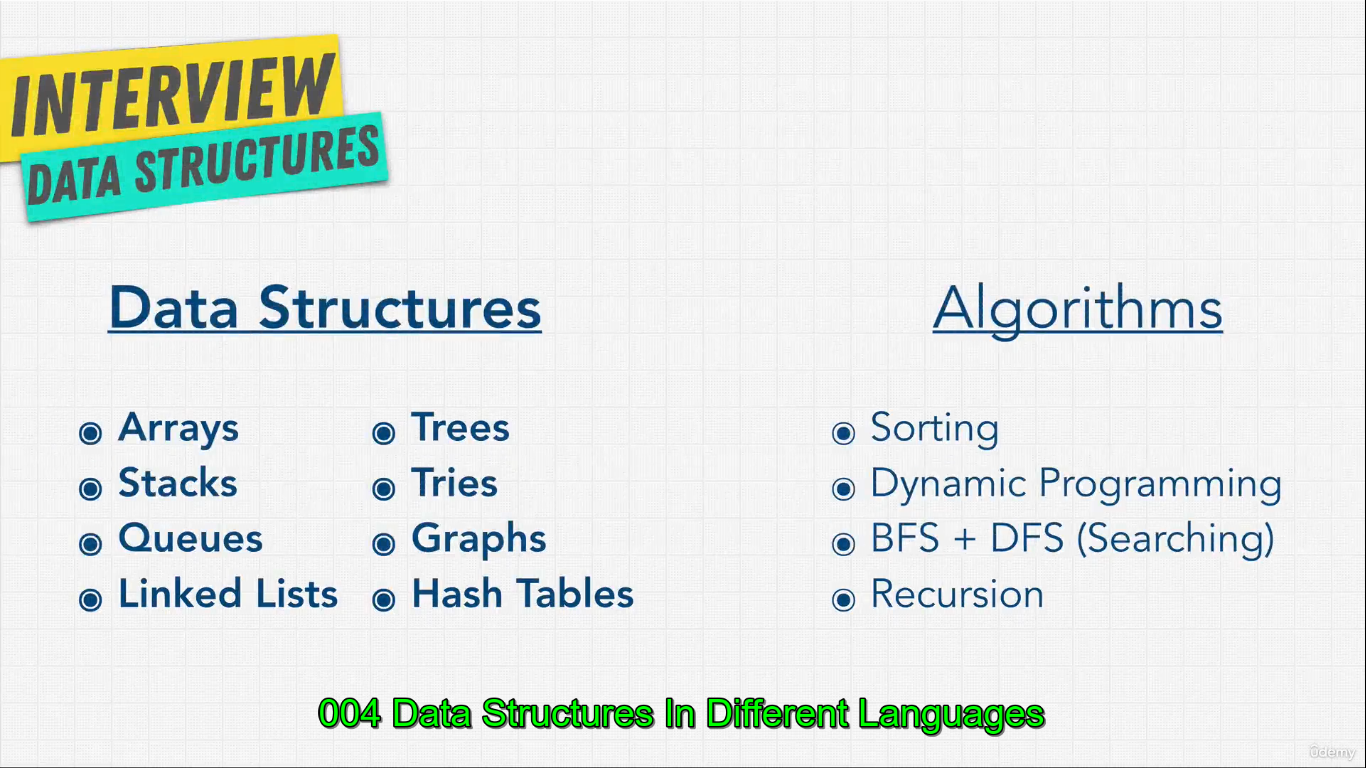 INTERVIEW
DATA STRUCTURES
Data Structures
Arrays
Stacks
Queues
Linked Lists
Trees
Tries
Graphs
Hash Tables
Algorithms
Sorting
Dynamic Programming
BFS + DFS (Searching)
Recursion
004 Data Structures In Different Languages
ûdemy